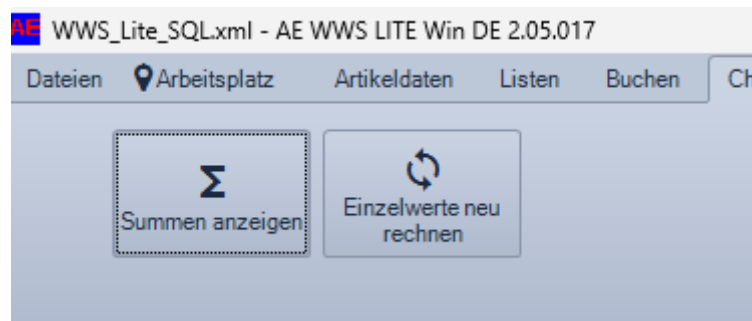 AE WWS_Lite_SQL.xml - AE WWS LITE Win DE 2.05.017
Dateien Arbeitsplatz Artikeldaten Listen Buchen Ch
Σ
Summen anzeigen
Einzelwerte neu
rechnen